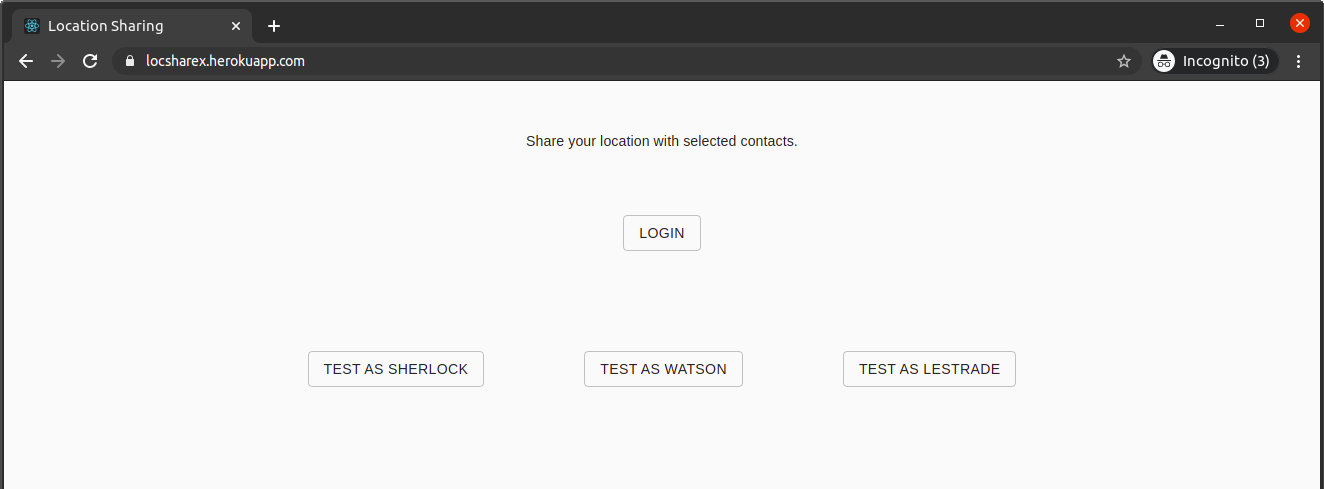 Location Sharing
locsharex.herokuapp.com
Incognito (3)
Share your location with selected contacts.
LOGIN
TEST AS SHERLOCK
TEST AS WATSON
TEST AS LESTRADE